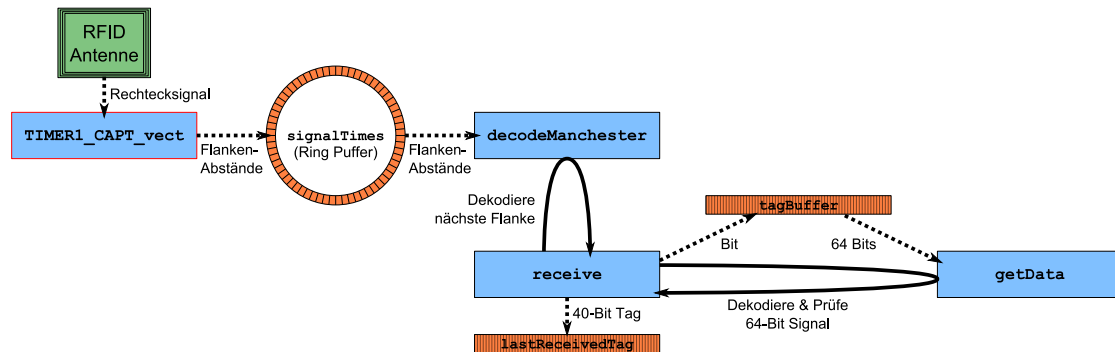 RFID
Antenne
Rechtecksignal
TIMER1_CAPT_vect
Flanken-
Abstände
signalTimes
(Ring Puffer)
Flanken-
Abstände
decodeManchester
Dekodiere
nächste Flanke
tagBuffer
Bit
64 Bits
receive
getData
Dekodiere & Prüfe
64-Bit Signal
40-Bit Tag
lastReceivedTag